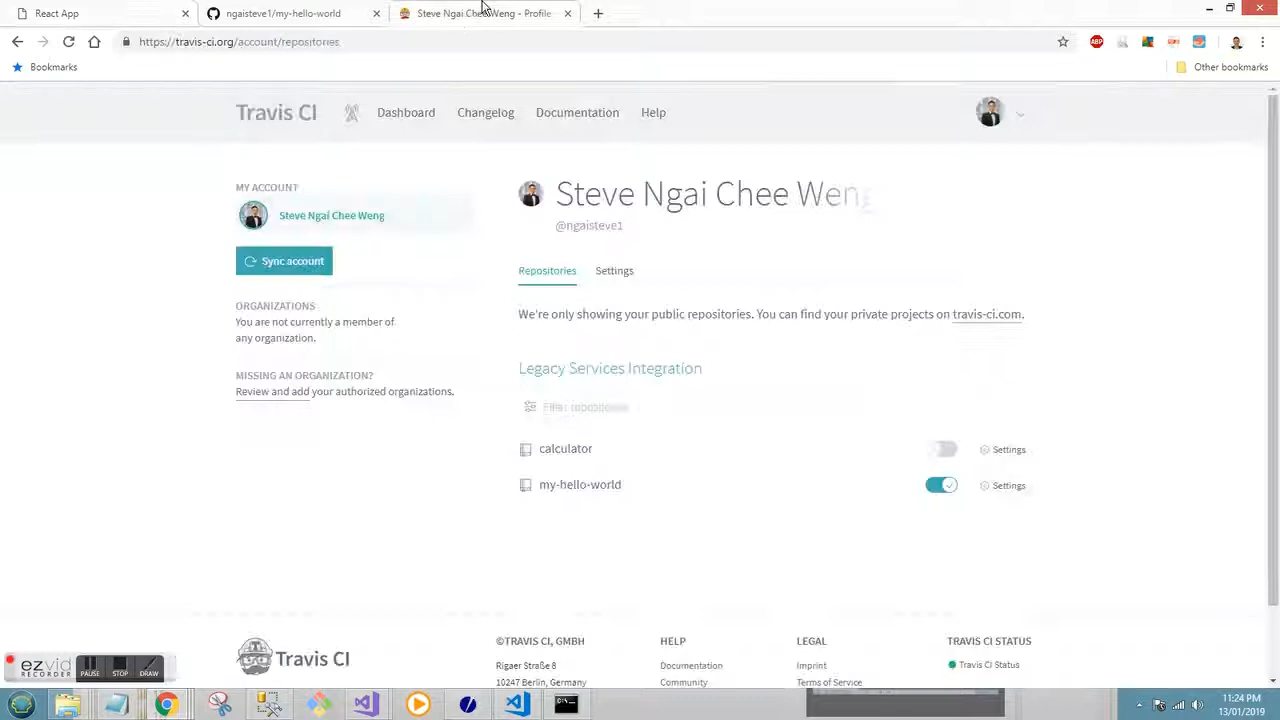 React App
ngaisteve1/my-hello-world
Steve Ngai Chee Weng - Profile
https://travis-ci.org/account/repositories
ABP
Bookmarks
Other bookmarks
Travis CI
Dashboard
Changelog
Documentation
Help
MY ACCOUNT
Steve Ngai Chee Weng
Sync account
ORGANIZATIONS
You are not currently a member of
any organization.
MISSING AN ORGANIZATION?
Review and add your authorized organizations.
Steve Ngai Chee Weng
@ngaisteve1
Repositories
Settings
We're only showing your public repositories. You can find your private projects on travis-ci.com.
Legacy Services Integration
calculator
Settings
my-hello-world
Settings
Travis CI
©TRAVIS CI, GMBH
Rigaer Straße 8
10247 Berlin, Germany
HELP
Documentation
Community
LEGAL
Imprint
Terms of Service
TRAVIS CI STATUS
Travis CI Status
ezvid
RECORDER
PAUSE
STOP
DRAW
11:24 PM
13/01/2019